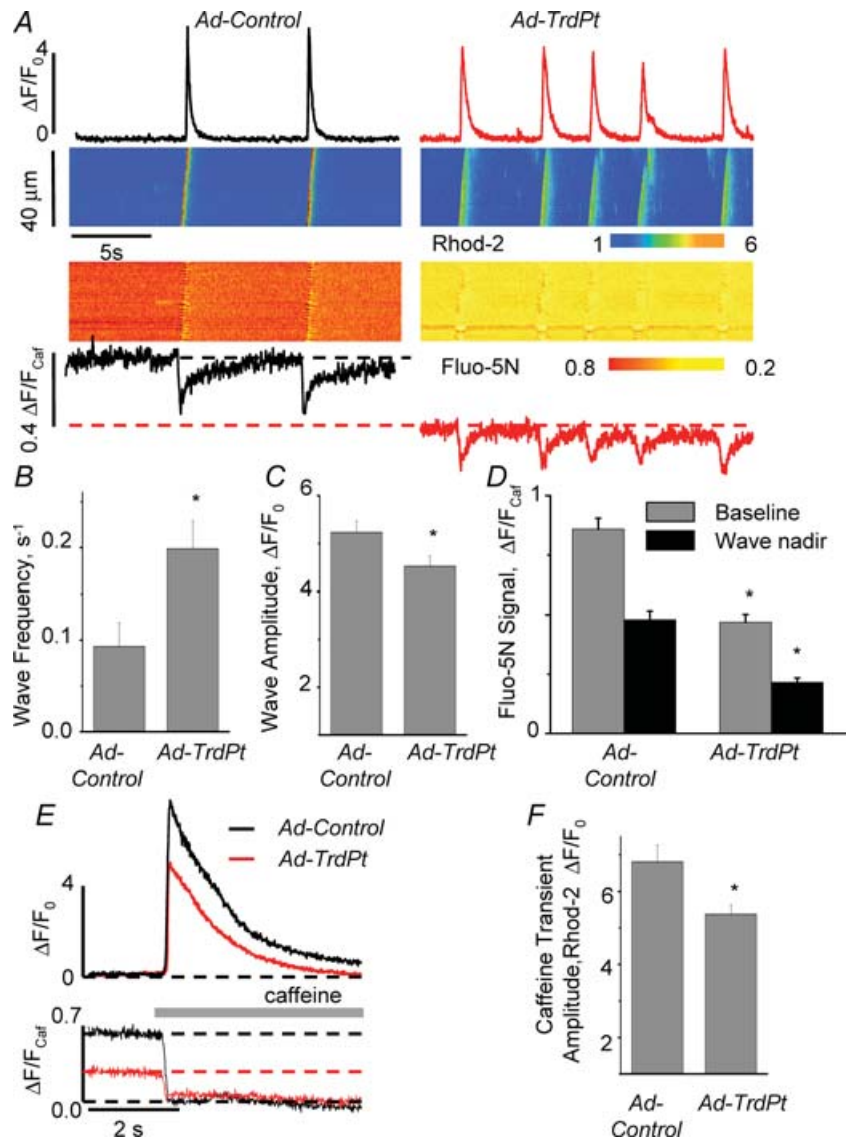 A
Ad-Control
Ad-TrdPt
ΔF/F0
4
0
40 µm
5s
Rhod-2
1
6
0.4 ΔF/FCaf
Fluo-5N
0.8
0.2
B
Wave Frequency, s-1
0.2
0.1
0.0
*
Ad-
Control
Ad-TrdPt
C
Wave Amplitude, ΔF/F0
6
4
2
*
Ad-
Control
Ad-TrdPt
D
Fluo-5N Signal, ΔF/FCaf
1
0
Baseline
Wave nadir
*
*
Ad-
Control
Ad-TrdPt
E
Ad-Control
Ad-TrdPt
ΔF/F0
4
0
caffeine
ΔF/FCaf
0.7
0.0
2 s
F
Caffeine Transient
Amplitude,Rhod-2 ΔF/F0
6
4
2
*
Ad-
Control
Ad-TrdPt